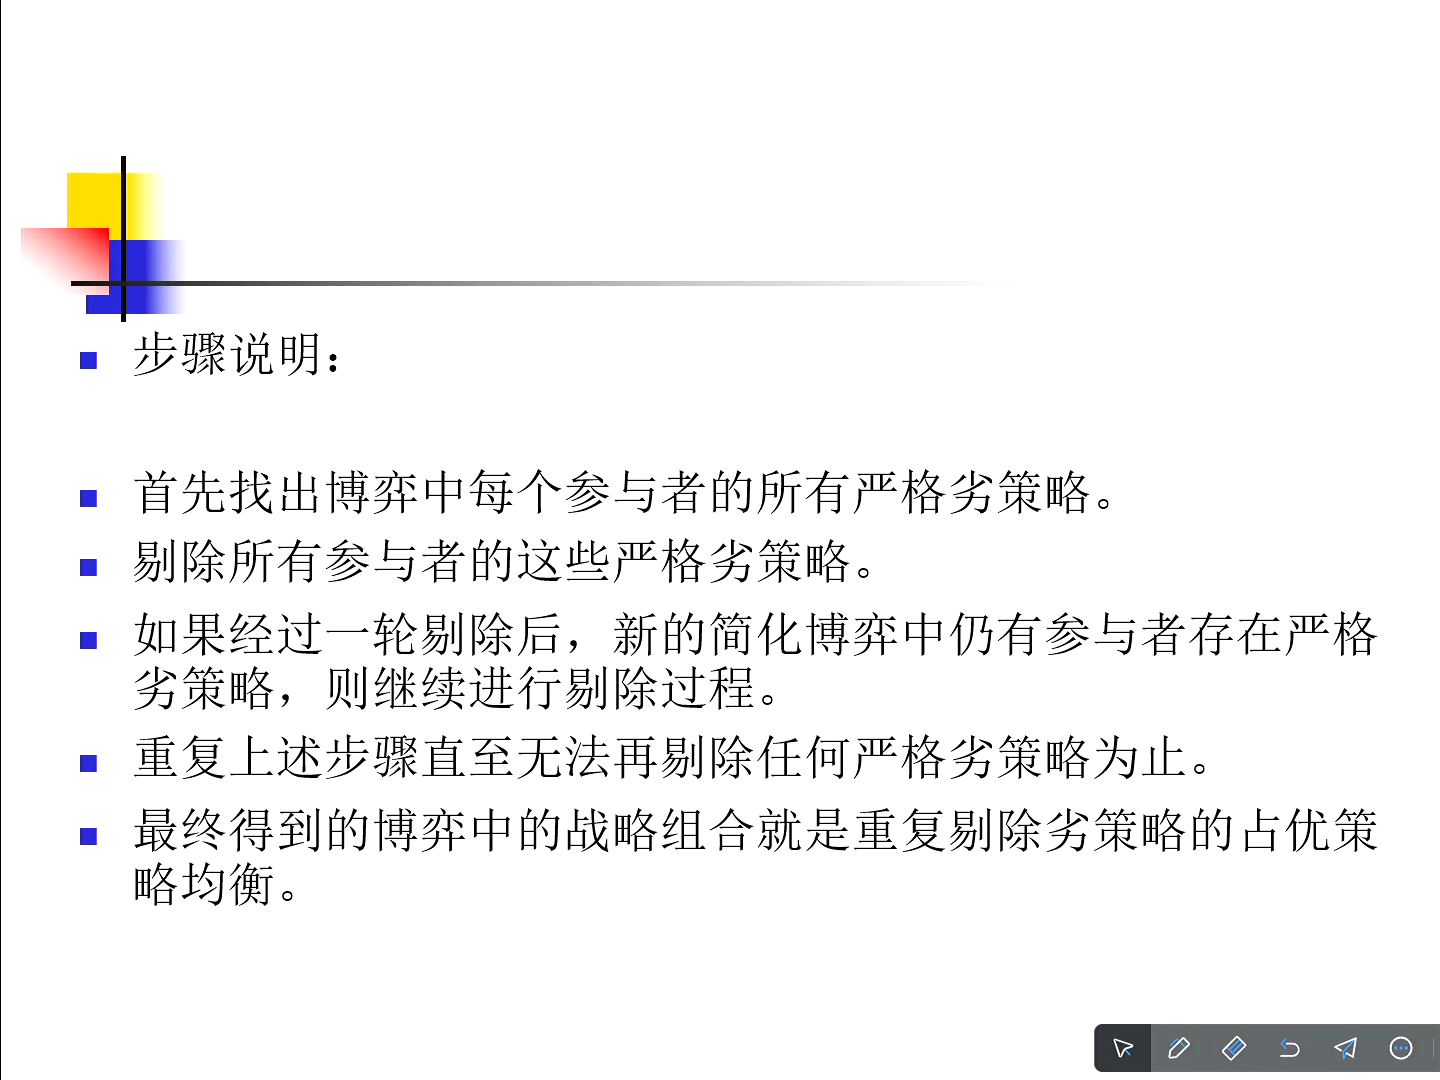 步骤说明：
首先找出博弈中每个参与者的所有严格劣策略。
剔除所有参与者的这些严格劣策略。
如果经过一轮剔除后，新的简化博弈中仍有参与者存在严格
劣策略，则继续进行剔除过程。
重复上述步骤直至无法再剔除任何严格劣策略为止。
最终得到的博弈中的战略组合就是重复剔除劣策略的占优策
略均衡。